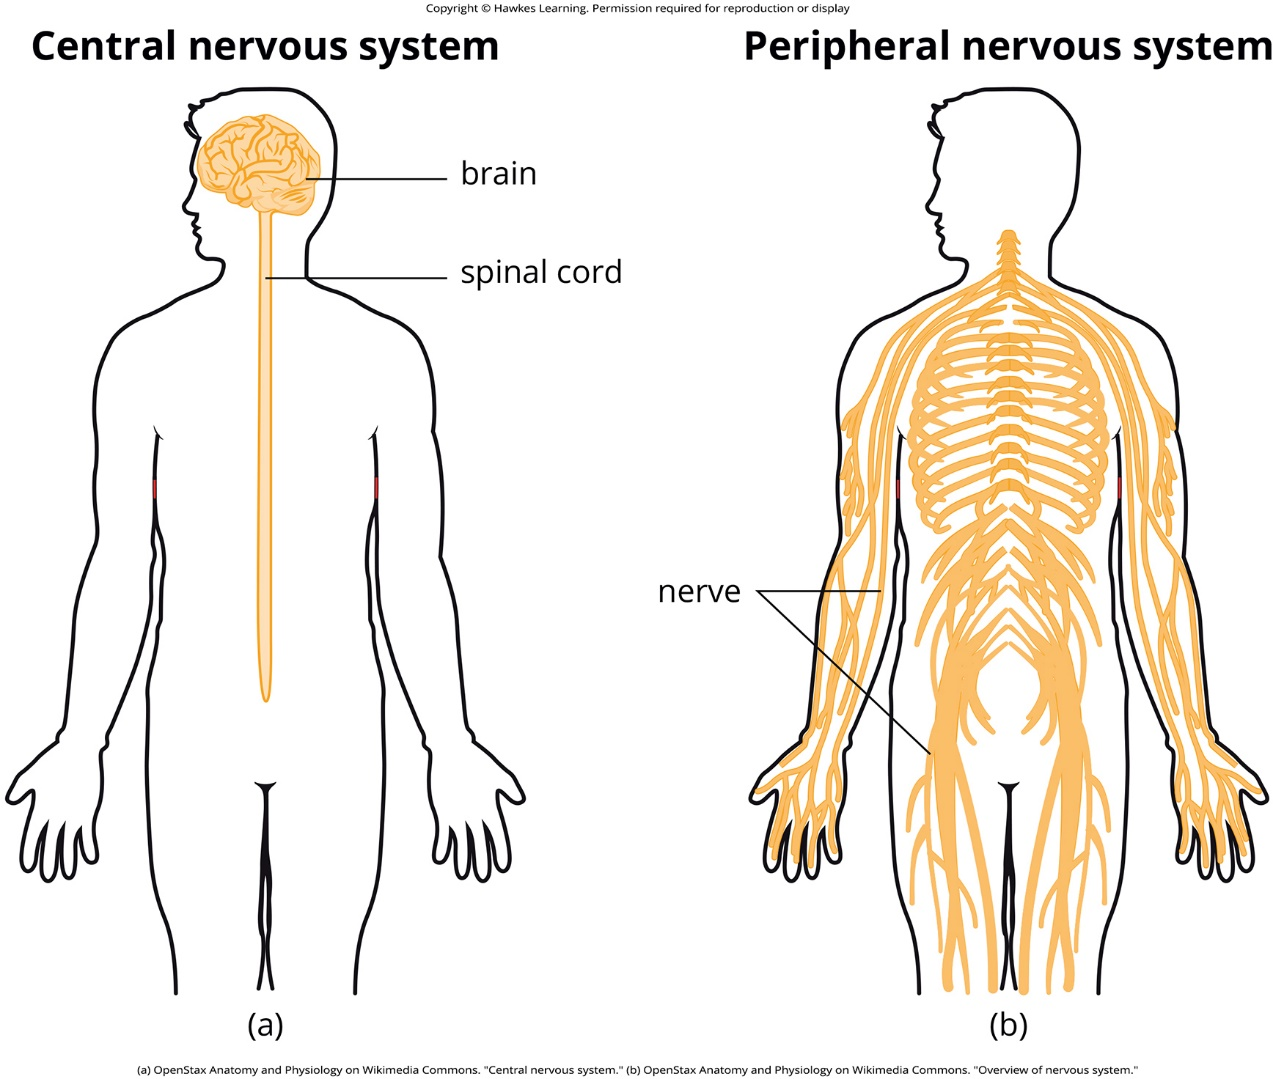 Copyright © Hawkes Learning. Permission required for reproduction or display
Central nervous system
Peripheral nervous system
brain
spinal cord
nerve
(a)
(b)
(a) OpenStax Anatomy and Physiology on Wikimedia Commons. "Central nervous system." (b) OpenStax Anatomy and Physiology on Wikimedia Commons. "Overview of nervous system."